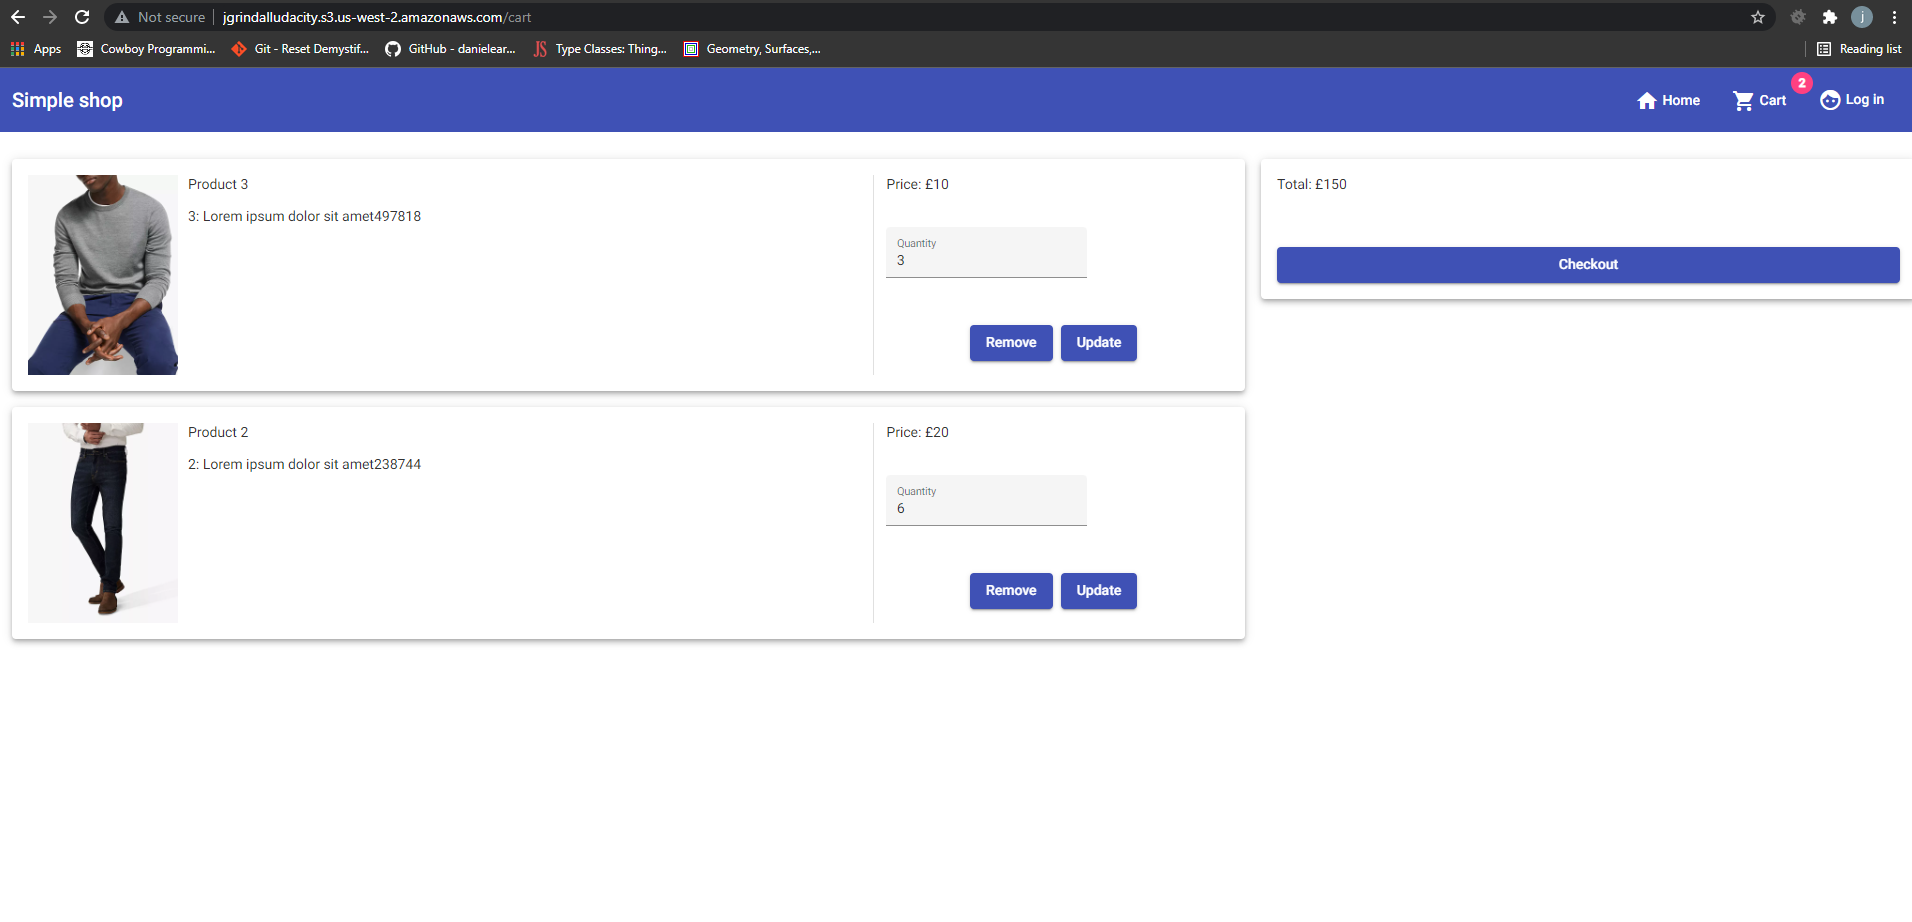 Not secure jgrindalludacity.s3.us-west-2.amazonaws.com/cart
j
Apps Cowboy Programmi... Git - Reset Demystif... GitHub - danielear... JS Type Classes: Thing... Geometry, Surfaces,... Reading list
Simple shop Home Cart 2 Log in
Product 3
3: Lorem ipsum dolor sit amet497818
Price: £10
Quantity
3
Remove Update
Product 2
2: Lorem ipsum dolor sit amet238744
Price: £20
Quantity
6
Remove Update
Total: £150
Checkout